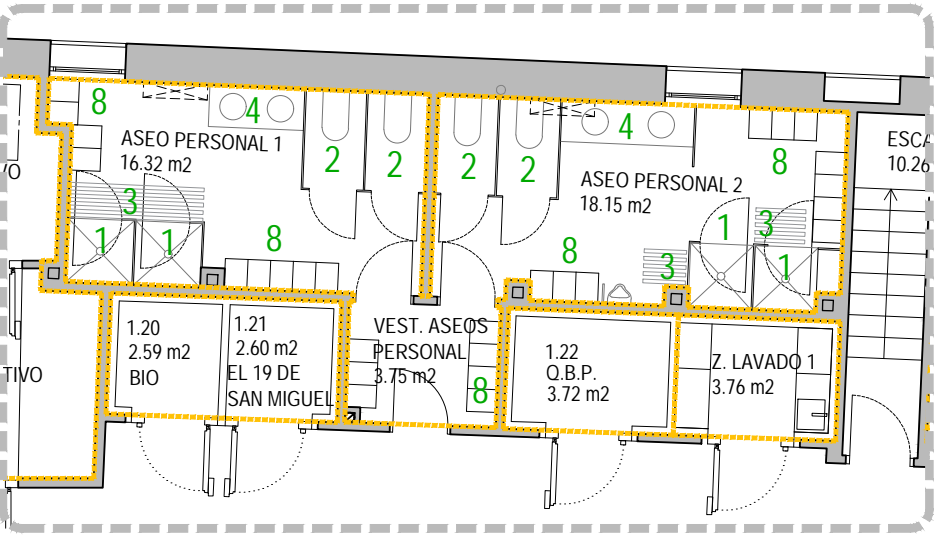 8
4
ASEO PERSONAL 1
16.32 m2
2
2
3
1
1
8
2
2
4
8
ASEO PERSONAL 2
18.15 m2
1
3
8
3
1
ESCA
10.26
VO
TIVO
1.20
2.59 m2
BIO
1.21
2.60 m2
EL 19 DE
SAN MIGUEL
VEST. ASEOS
PERSONAL
3.75 m2
8
1.22
Q.B.P.
3.72 m2
Z. LAVADO 1
3.76 m2